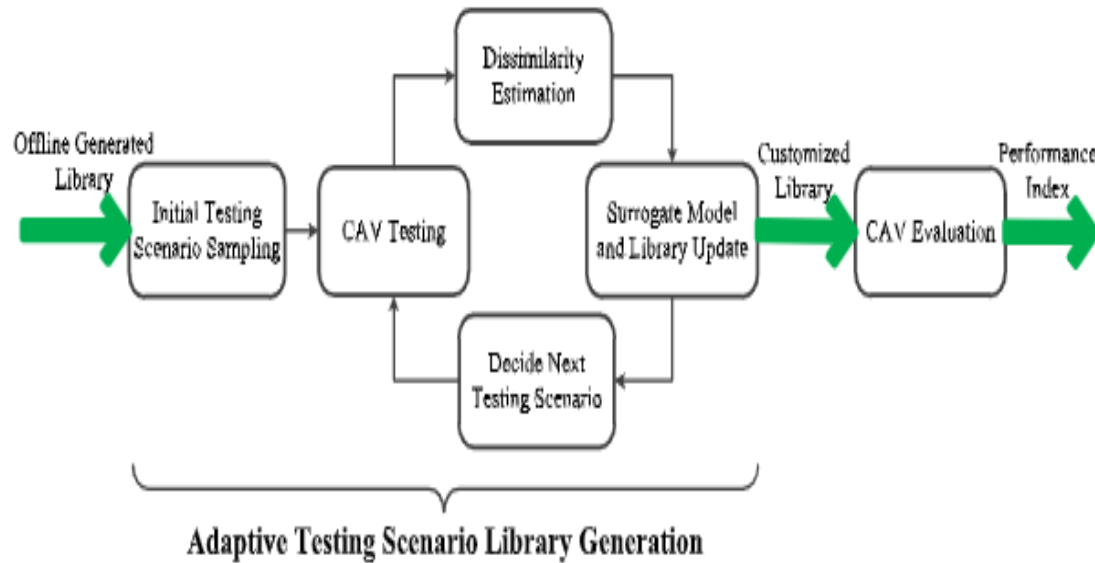 Dissimilarity
Estimation
Offline Generated
Library
Initial Testing
Scenario Sampling
CAV Testing
Surrogate Model
and Library Update
Customized
Library
CAV Evaluation
Performance
Index
Decide Next
Testing Scenario
Adaptive Testing Scenario Library Generation